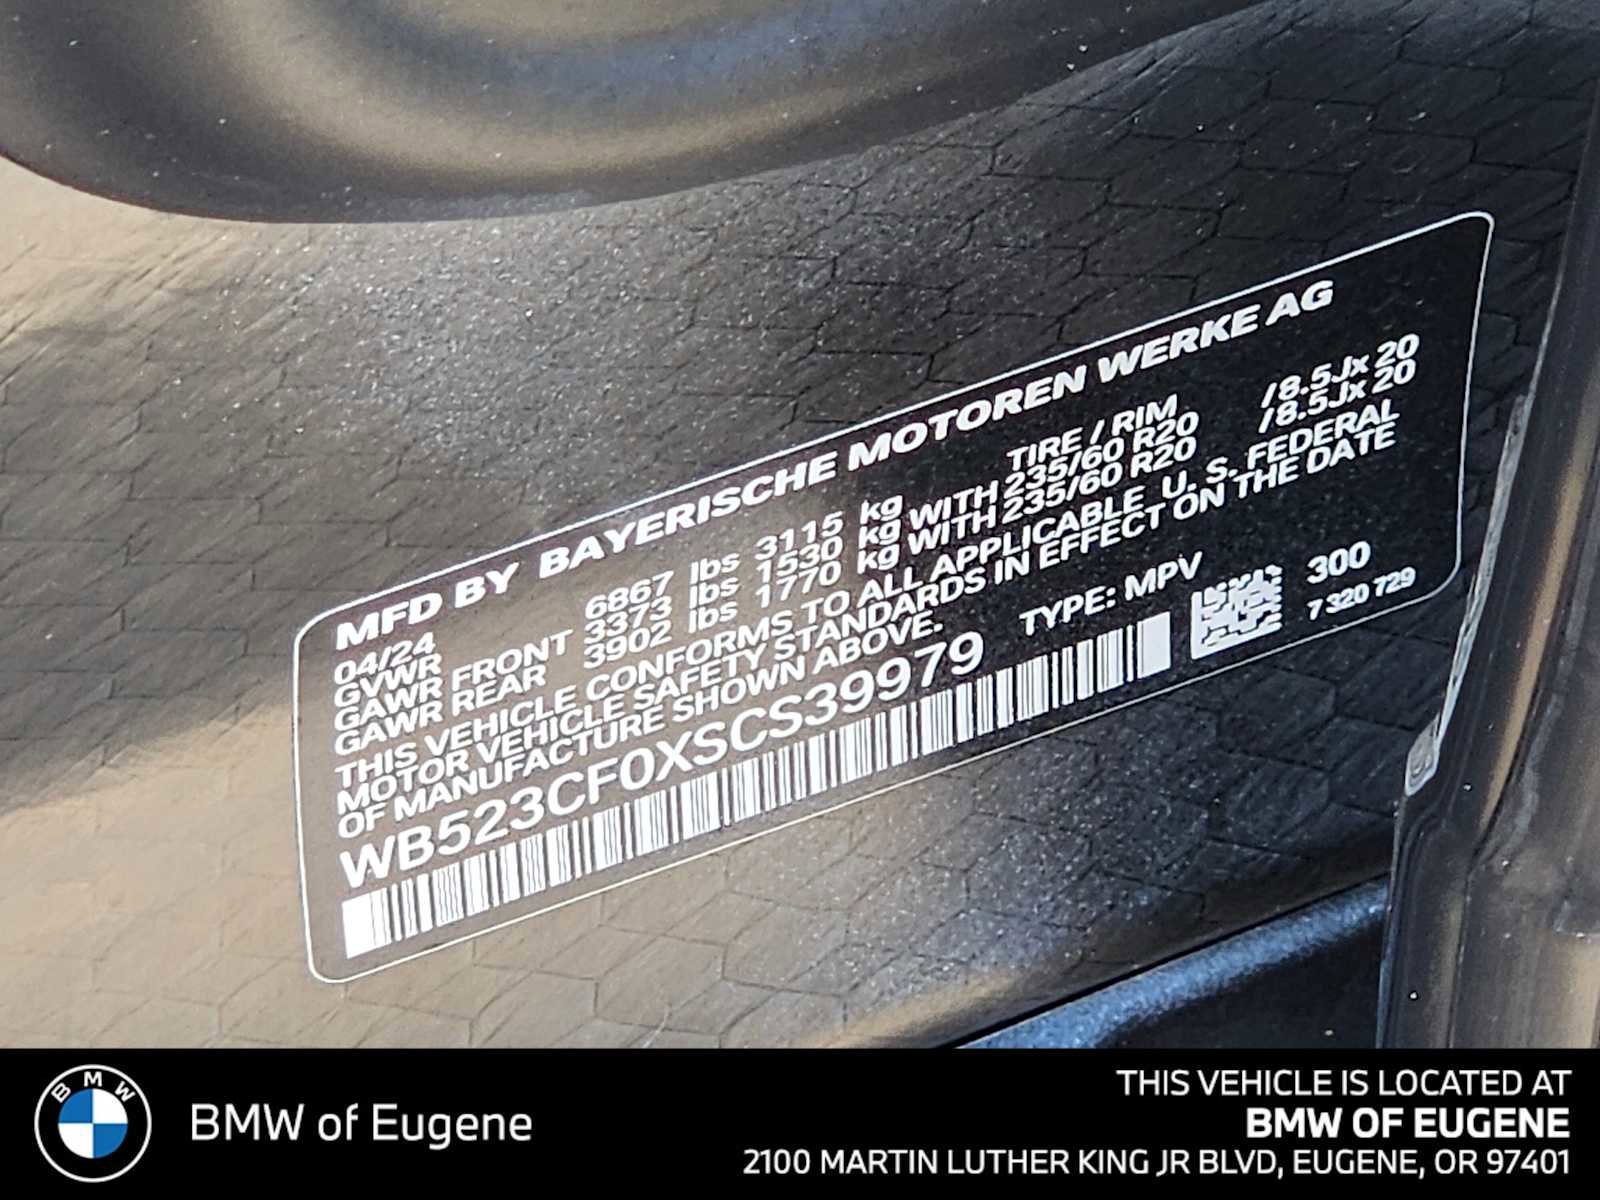 MFD BY BAYERISCHE MOTOREN WERKE AG
04/24 TIRE / RIM
GVWR 6867 lbs 3115 kg
GAWR FRONT 3373 lbs 1530 kg WITH 235/60 R20 /8.5Jx 20
GAWR REAR 3902 lbs 1770 kg WITH 235/60 R20 /8.5Jx 20
THIS VEHICLE CONFORMS TO ALL APPLICABLE U. S. FEDERAL
MOTOR VEHICLE SAFETY STANDARDS IN EFFECT ON THE DATE
OF MANUFACTURE SHOWN ABOVE.
WB523CF0XSCS39979 TYPE: MPV
300
7 320 729
BMW
BMW of Eugene
THIS VEHICLE IS LOCATED AT
BMW OF EUGENE
2100 MARTIN LUTHER KING JR BLVD, EUGENE, OR 97401